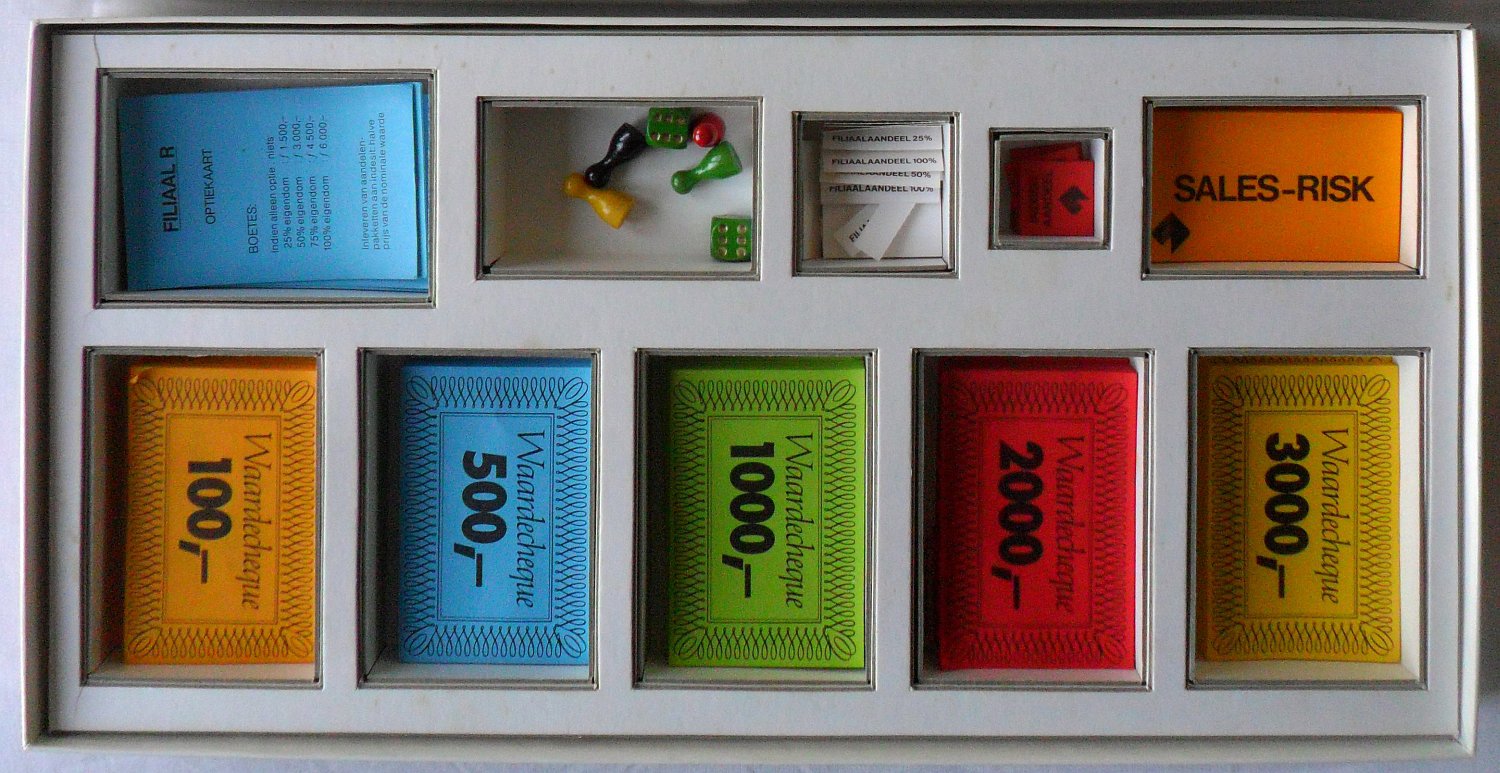 FILIAAL R
OPTIEKAART
BOETES:
Indien alleen optie : niets
25% eigendom ƒ 1 500,-
50% eigendom ƒ 3 000,-
75% eigendom ƒ 4 500,-
100% eigendom ƒ 6 000,-
Inleveren van aandelen-
pakketten aan Indesit: halve
prijs van de nominale waarde
FILIAALAANDEEL 25%
FILIAALAANDEEL 100%
FILIAALAANDEEL 50%
FILIAALAANDEEL 100%
SALES-RISK
Waardecheque
100,—
Waardecheque
500,—
Waardecheque
1000,—
Waardecheque
2000,—
Waardecheque
3000,—